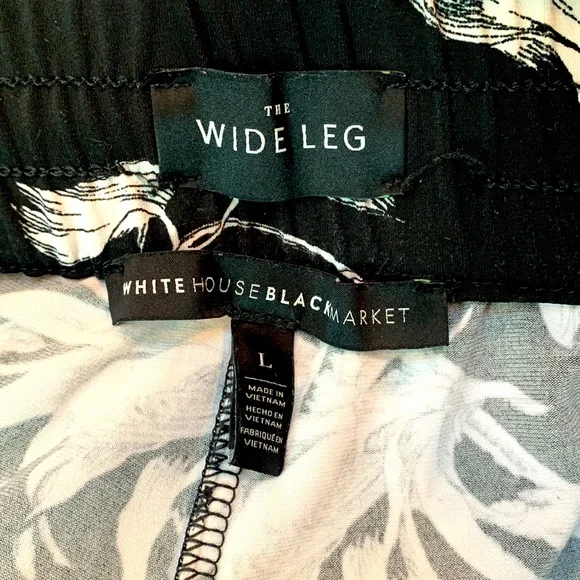 THE
WIDE LEG
WHITE HOUSE BLACK MARKET
L
MADE IN
VIETNAM
HECHO EN
VIETNAM
FABRIQUÉ EN
VIETNAM